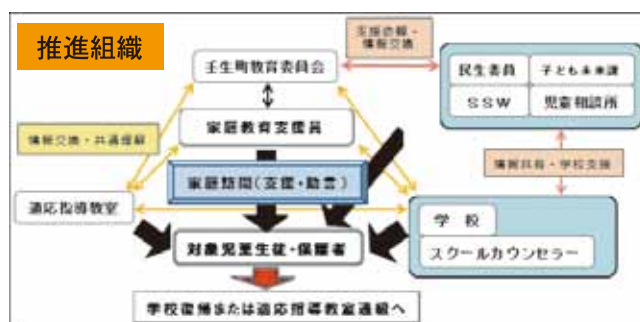 推進組織
支援依頼・
情報交換
壬生町教育委員会
民生委員
子ども未来課
SSW
児童相談所
家庭教育支援員
情報交換・共通理解
家庭訪問(支援・助言)
情報共有・学校支援
適応指導教室
学校
対象児童生徒・保護者
スクールカウンセラー
学校復帰または適応指導教室通級へ